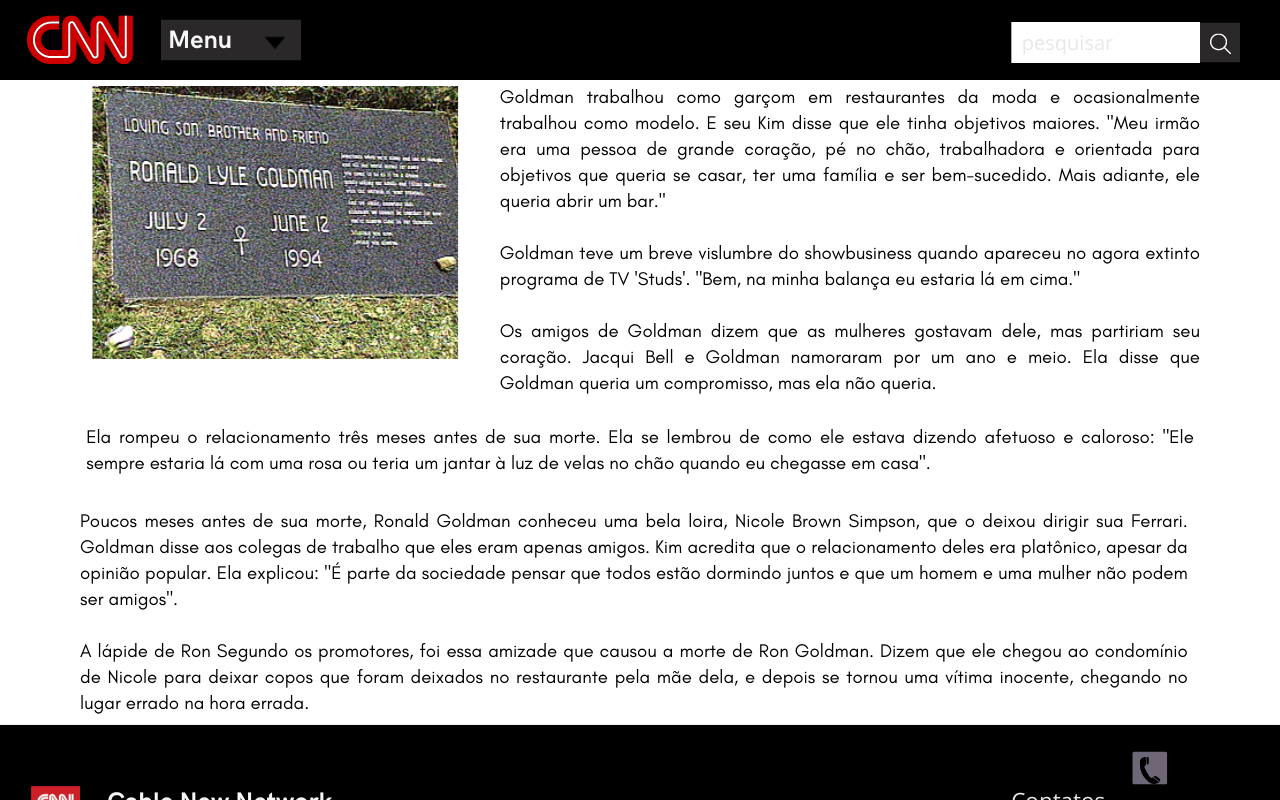 CNN
Menu
pesquisar
LOVING SON, BROTHER AND FRIEND
RONALD LYLE GOLDMAN
JULY 2
JUNE 12
1968
1994
Goldman trabalhou como garçom em restaurantes da moda e ocasionalmente
trabalhou como modelo. E seu Kim disse que ele tinha objetivos maiores. "Meu irmão
era uma pessoa de grande coração, pé no chão, trabalhadora e orientada para
objetivos que queria se casar, ter uma família e ser bem-sucedido. Mais adiante, ele
queria abrir um bar."
Goldman teve um breve vislumbre do showbusiness quando apareceu no agora extinto
programa de TV 'Studs'. "Bem, na minha balança eu estaria lá em cima."
Os amigos de Goldman dizem que as mulheres gostavam dele, mas partiriam seu
coração. Jacqui Bell e Goldman namoraram por um ano e meio. Ela disse que
Goldman queria um compromisso, mas ela não queria.
Ela rompeu o relacionamento três meses antes de sua morte. Ela se lembrou de como ele estava dizendo afetuoso e caloroso: "Ele
sempre estaria lá com uma rosa ou teria um jantar à luz de velas no chão quando eu chegasse em casa".
Poucos meses antes de sua morte, Ronald Goldman conheceu uma bela loira, Nicole Brown Simpson, que o deixou dirigir sua Ferrari.
Goldman disse aos colegas de trabalho que eles eram apenas amigos. Kim acredita que o relacionamento deles era platônico, apesar da
opinião popular. Ela explicou: "É parte da sociedade pensar que todos estão dormindo juntos e que um homem e uma mulher não podem
ser amigos".
A lápide de Ron Segundo os promotores, foi essa amizade que causou a morte de Ron Goldman. Dizem que ele chegou ao condomínio
de Nicole para deixar copos que foram deixados no restaurante pela mãe dela, e depois se tornou uma vítima inocente, chegando no
lugar errado na hora errada.
CNN
Cable New Network
Contatos